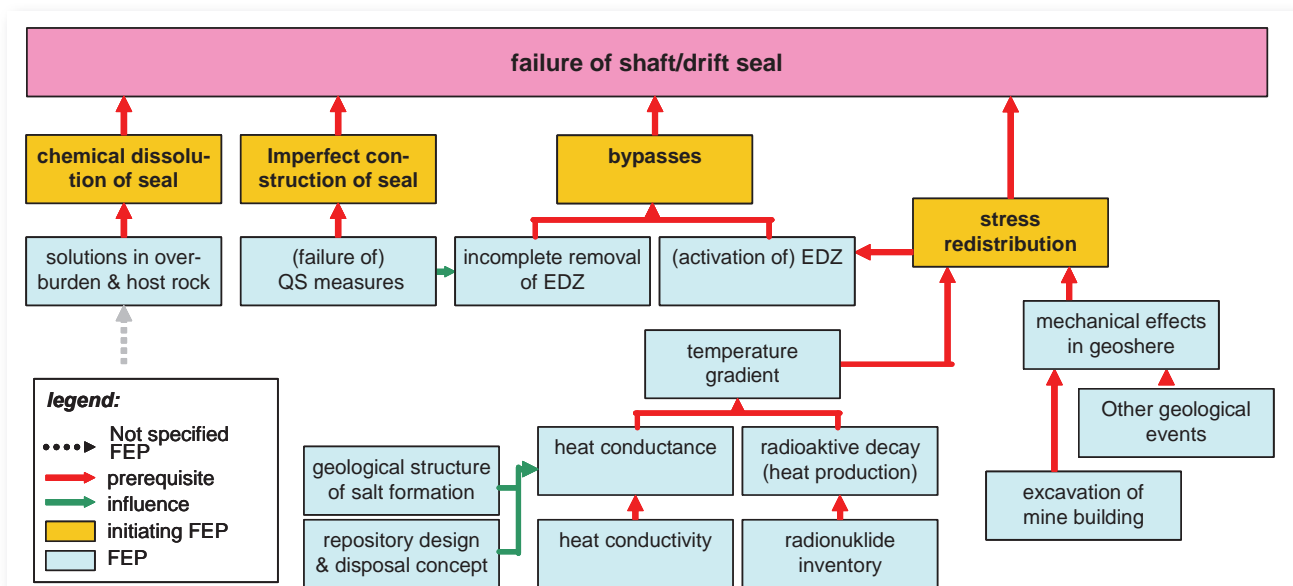 failure of shaft/drift seal
chemical dissolu-
tion of seal
Imperfect con-
struction of seal
bypasses
stress
redistribution
solutions in over-
burden & host rock
(failure of)
QS measures
incomplete removal
of EDZ
(activation of) EDZ
mechanical effects
in geoshere
temperature
gradient
Other geological
events
legend:
Not specified
FEP
prerequisite
influence
initiating FEP
FEP
geological structure
of salt formation
heat conductance
radioaktive decay
(heat production)
excavation of
mine building
repository design
& disposal concept
heat conductivity
radionuklide
inventory